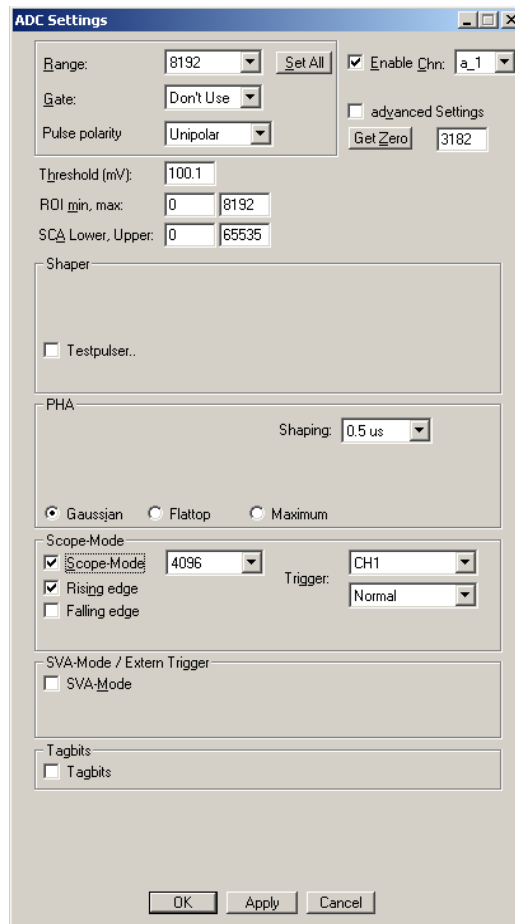 ADC Settings
Range: 8192 Set All Enable Chn: a_1
Gate: Don't Use
advanced Settings
Pulse polarity Unipolar Get Zero 3182
Threshold (mV): 100.1
ROI min, max: 0 8192
SCA Lower, Upper: 0 65535
Shaper
Testpulser..
PHA
Shaping: 0.5 us
Gaussian Flattop Maximum
Scope-Mode
Scope-Mode 4096 Trigger: CH1
Rising edge Normal
Falling edge
SVA-Mode / Extern Trigger
SVA-Mode
Tagbits
Tagbits
OK Apply Cancel